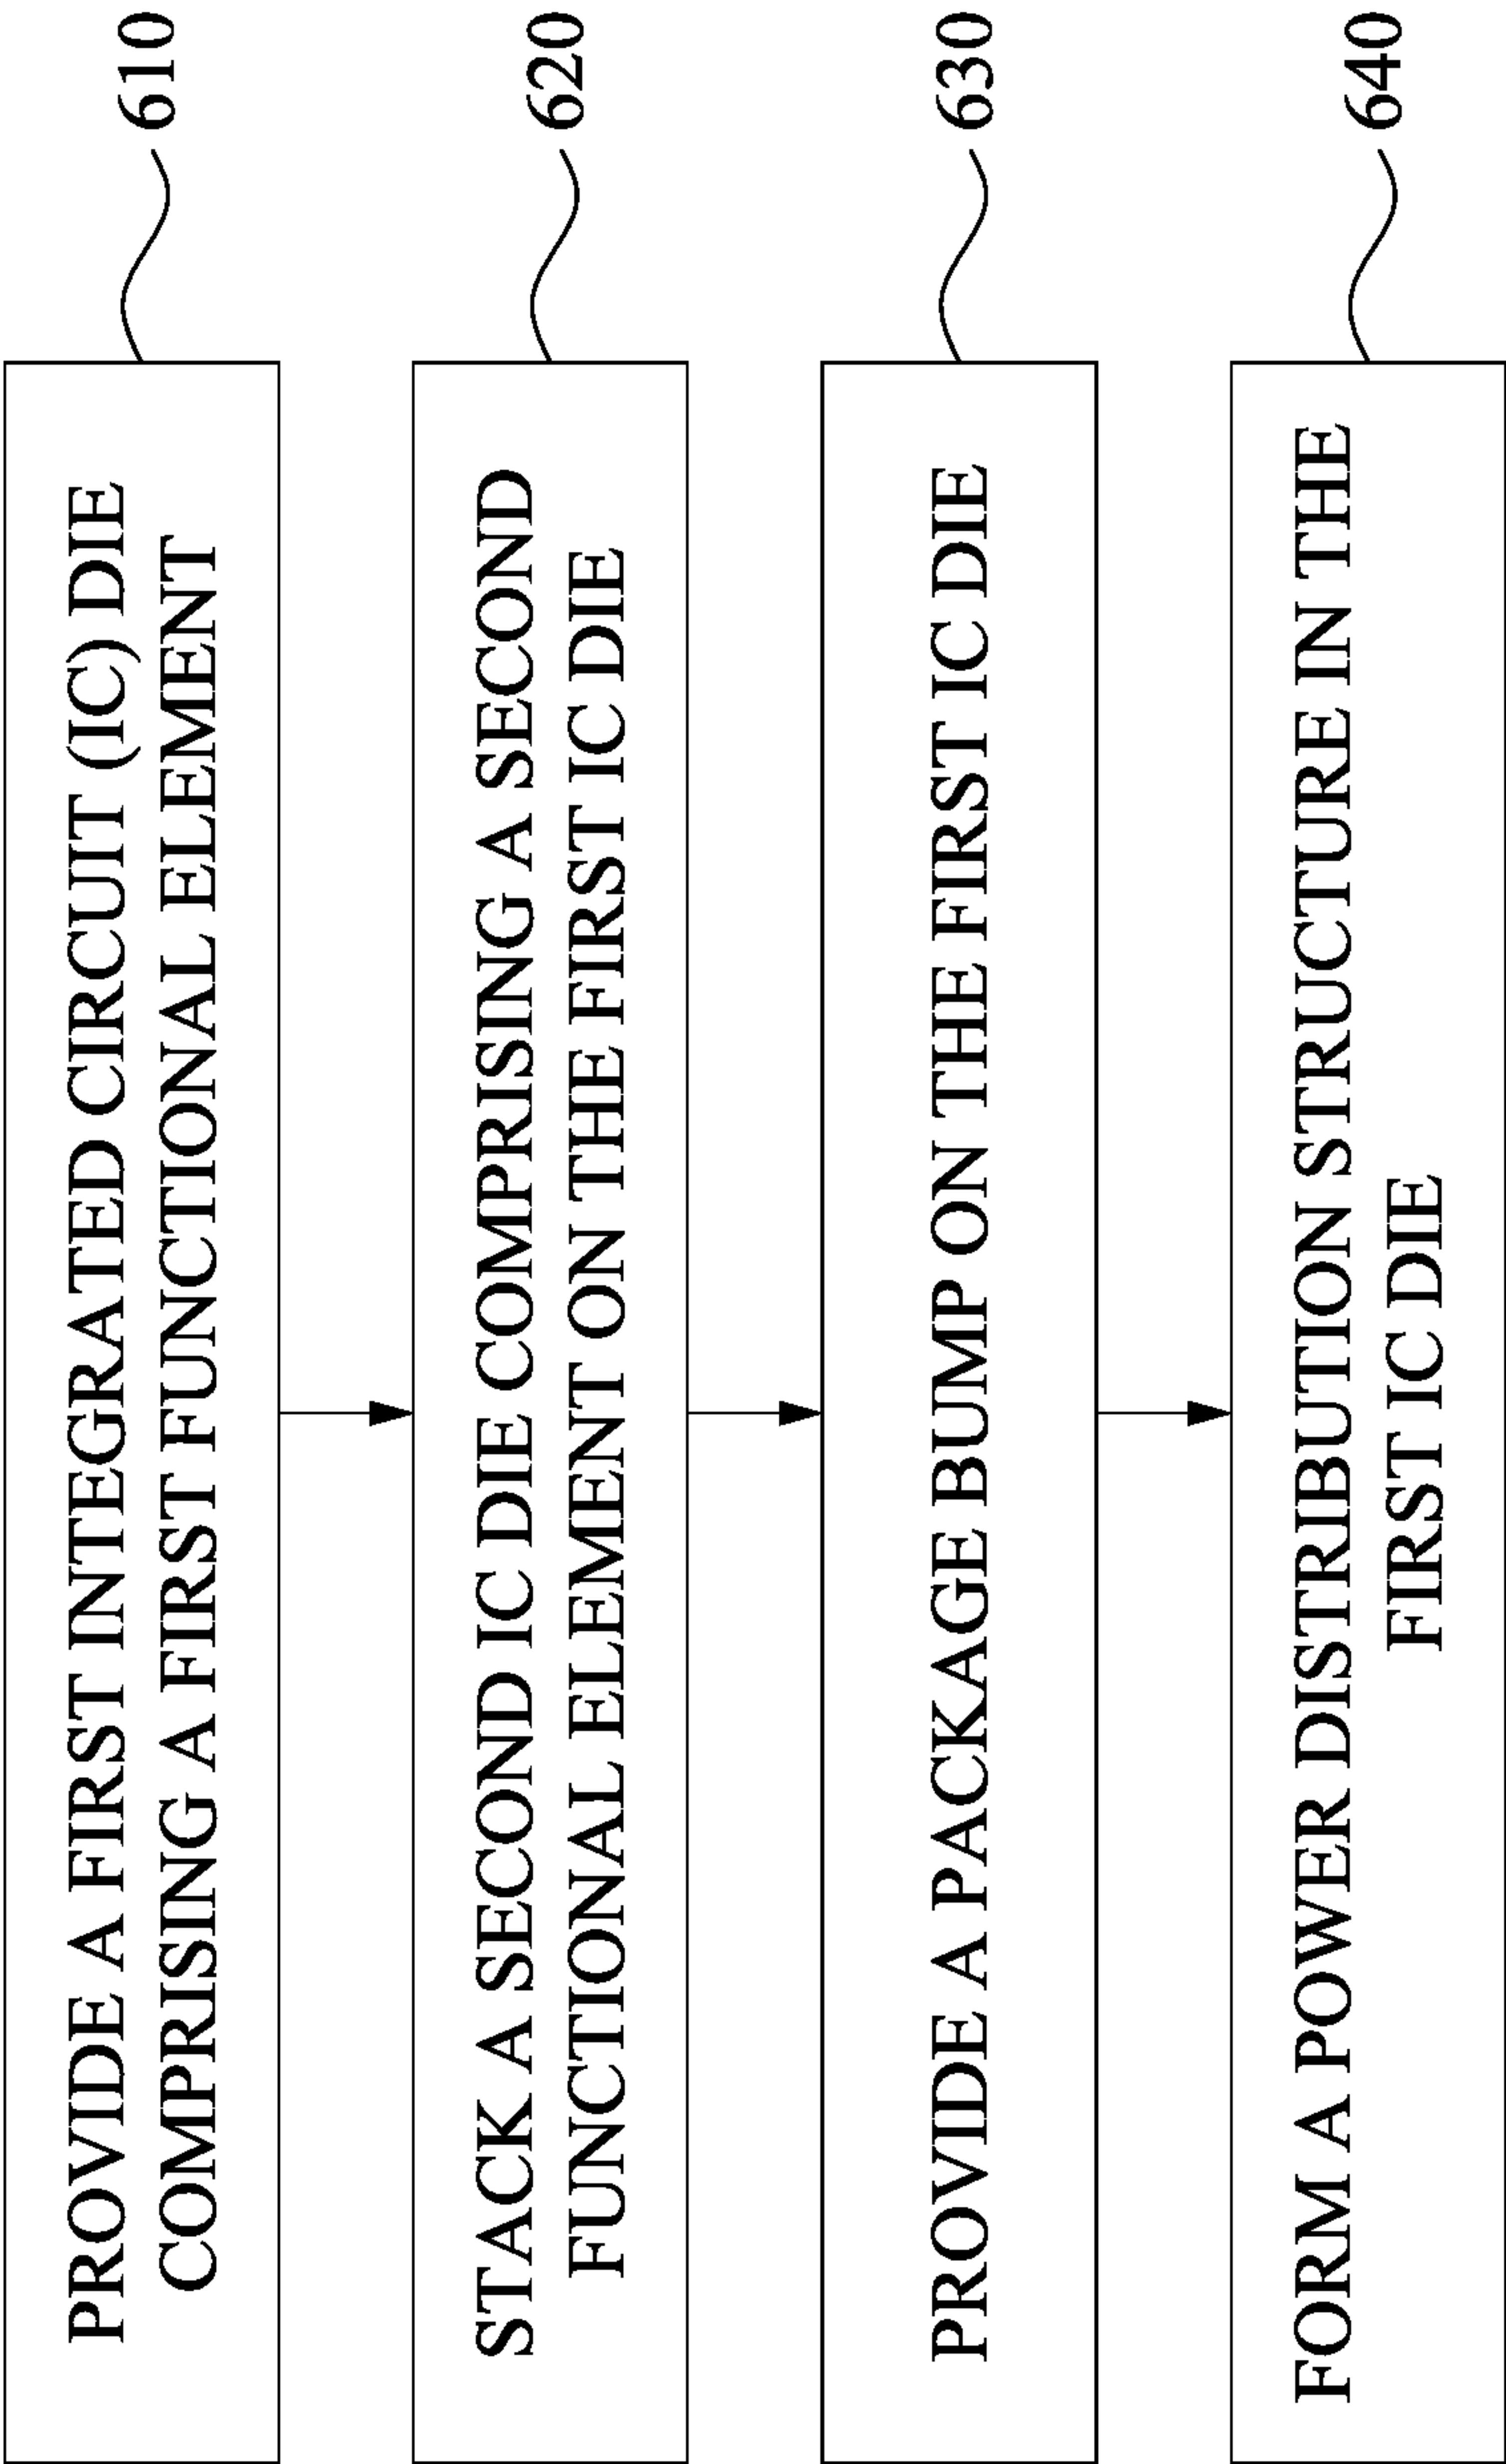 PROVIDE A FIRST INTEGRATED CIRCUIT (IC) DIE
COMPRISING A FIRST FUNCTIONAL ELEMENT
610
STACK A SECOND IC DIE COMPRISING A SECOND
FUNCTIONAL ELEMENT ON THE FIRST IC DIE
620
PROVIDE A PACKAGE BUMP ON THE FIRST IC DIE
630
FORM A POWER DISTRIBUTION STRUCTURE IN THE
FIRST IC DIE
640